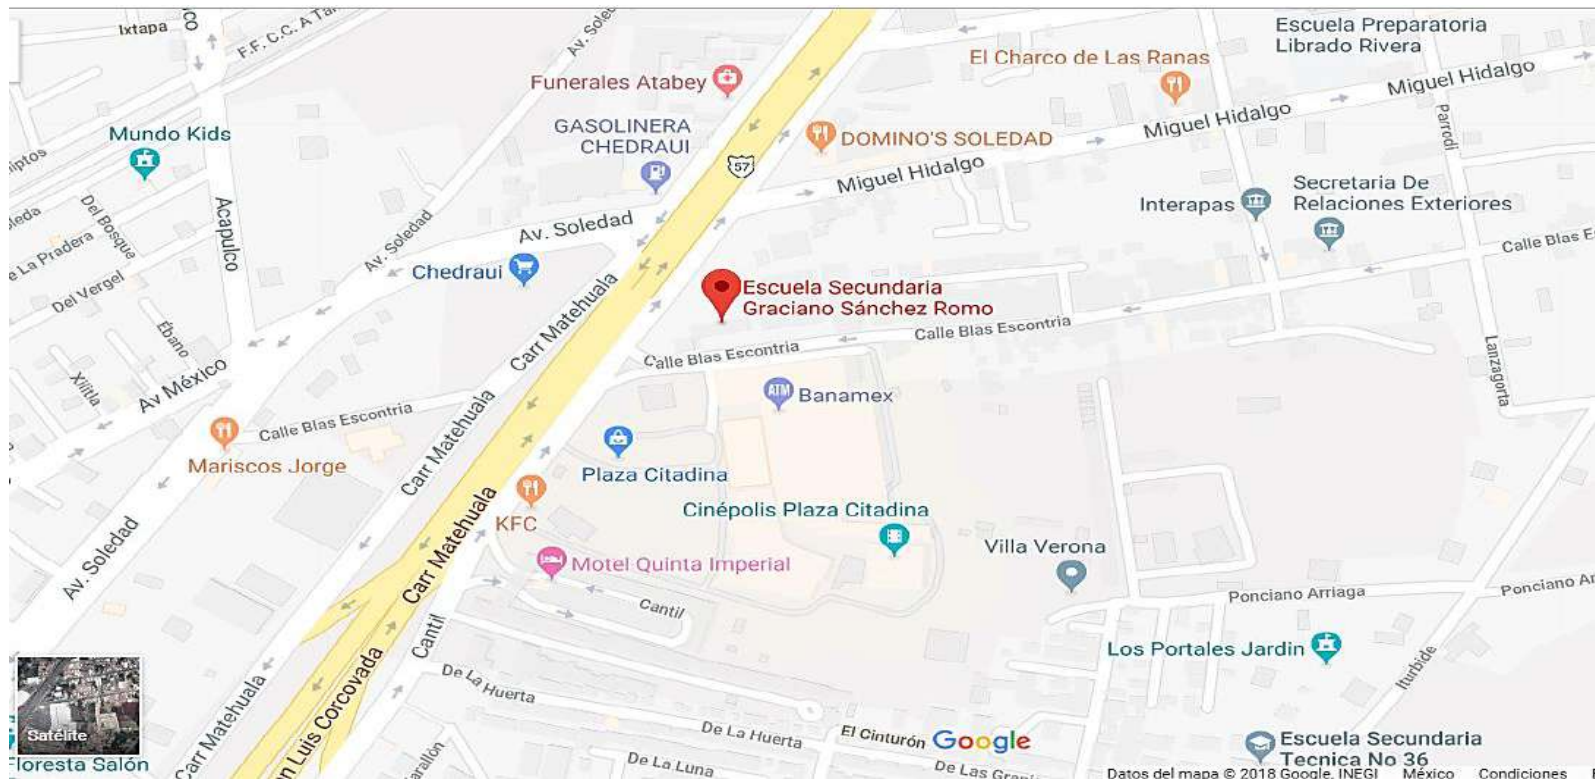 Ixtapa
F.F. C.C. A
Av. Soledad
Escuela Preparatoria
Librado Rivera
El Charco de Las Ranas
Funerales Atabey
Miguel Hidalgo
Miguel Hidalgo
Parrodi
Mundo Kids
GASOLINERA
CHEDRAUI
DOMINO'S SOLEDAD
57
Miguel Hidalgo
Secretaria De
Relaciones Exteriores
Interapas
Del Bosque
Acapulco
Av. Soledad
Av. Soledad
La Pradera
Calle Blas
Chedraui
Del Vergel
Escuela Secundaria
Graciano Sánchez Romo
Carr Matehuala
Ébano
Calle Blas Escontria
Calle Blas Escontria
Lanzagorta
Xilitla
Av México
ATM
Banamex
Calle Blas Escontria
Carr Matehuala
Mariscos Jorge
Plaza Citadina
KFC
Cinépolis Plaza Citadina
Carr Matehuala
Av. Soledad
Motel Quinta Imperial
Villa Verona
Cantil
Ponciano Arriaga
Ponciano
Cantil
Los Portales Jardin
Iturbide
De La Huerta
Carr Matehuala
Luis Corcovada
De La Huerta
El Cinturón
Google
Satélite
Floresta Salón
De La Luna
De Las
Escuela Secundaria
Tecnica No 36
Datos del mapa © 2018 Google, INEGI México Condiciones